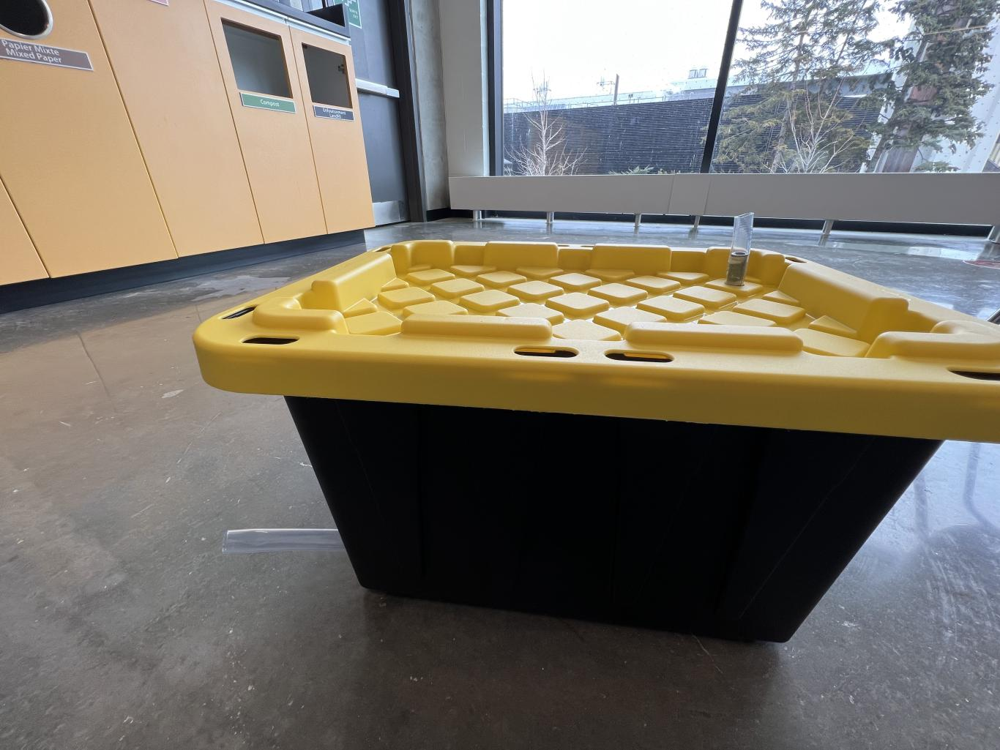 Papier Mixte
Mixed Paper
Compost
Enfouissement
Landfill